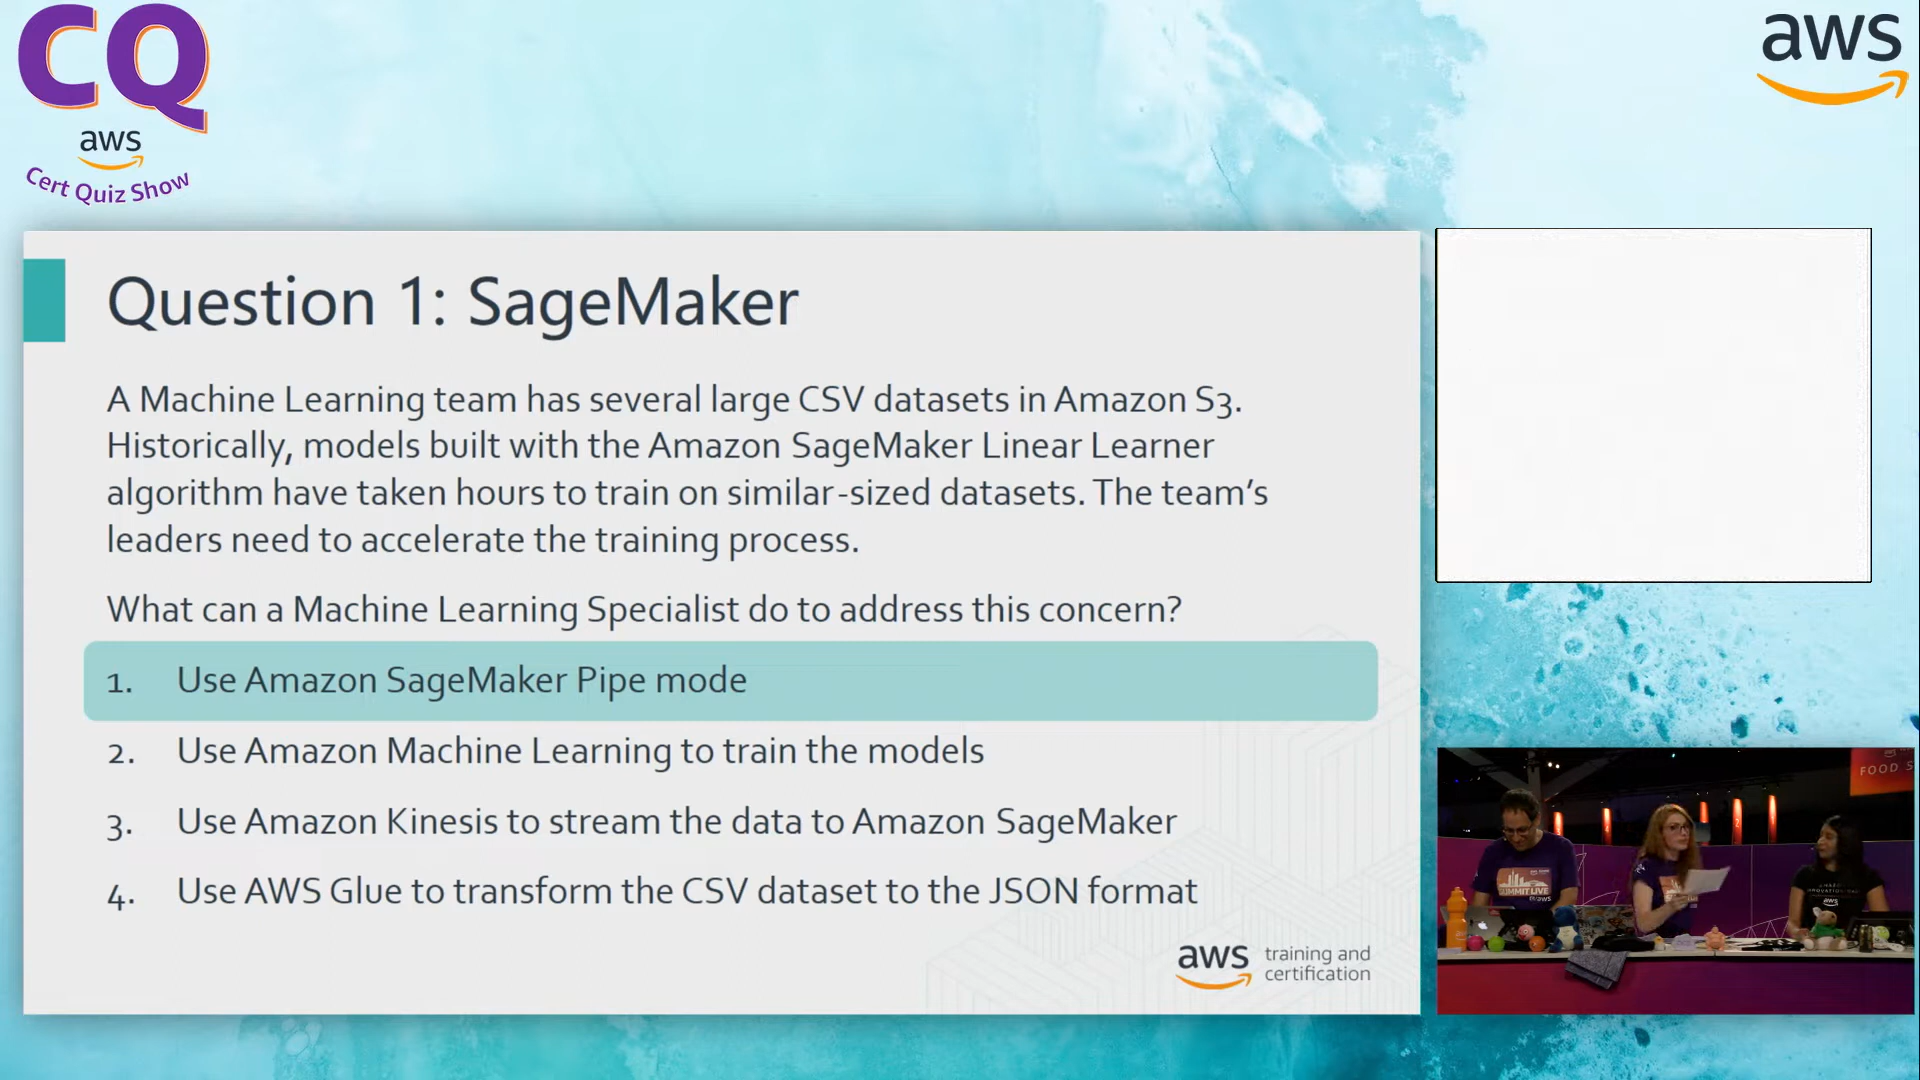 CQ
aws
Cert Quiz Show
aws
Question 1: SageMaker
A Machine Learning team has several large CSV datasets in Amazon S3.
Historically, models built with the Amazon SageMaker Linear Learner
algorithm have taken hours to train on similar-sized datasets. The team's
leaders need to accelerate the training process.
What can a Machine Learning Specialist do to address this concern?
1. Use Amazon SageMaker Pipe mode
2. Use Amazon Machine Learning to train the models
3. Use Amazon Kinesis to stream the data to Amazon SageMaker
4. Use AWS Glue to transform the CSV dataset to the JSON format
aws training and
certification
FOOD
SUMMIT LIVE
aws